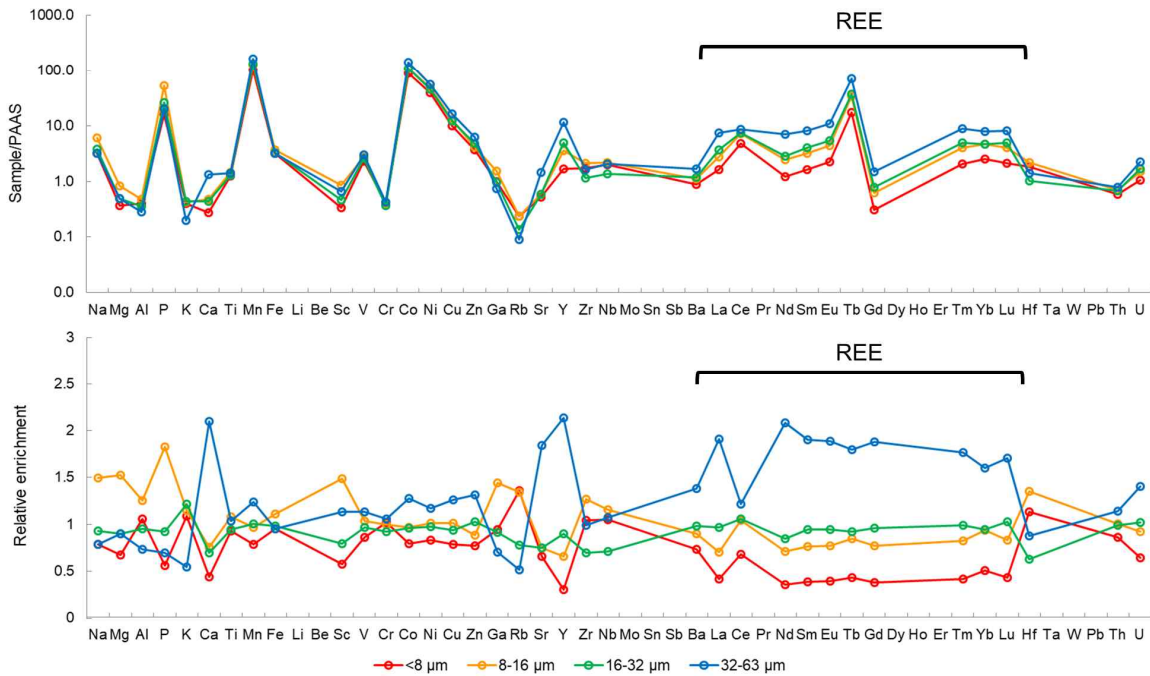 REE
1000.0
100.0
10.0
1.0
0.1
0.0
Sample/PAAS
Na Mg Al P K Ca Ti Mn Fe Li Be Sc V Cr Co Ni Cu Zn Ga Rb Sr Y Zr Nb Mo Sn Sb Ba La Ce Pr Nd Sm Eu Tb Gd Dy Ho Er Tm Yb Lu Hf Ta W Pb Th U
REE
3
2.5
2
1.5
1
0.5
0
Relative enrichment
Na Mg Al P K Ca Ti Mn Fe Li Be Sc V Cr Co Ni Cu Zn Ga Rb Sr Y Zr Nb Mo Sn Sb Ba La Ce Pr Nd Sm Eu Tb Gd Dy Ho Er Tm Yb Lu Hf Ta W Pb Th U
<8 μm 8-16 μm 16-32 μm 32-63 μm